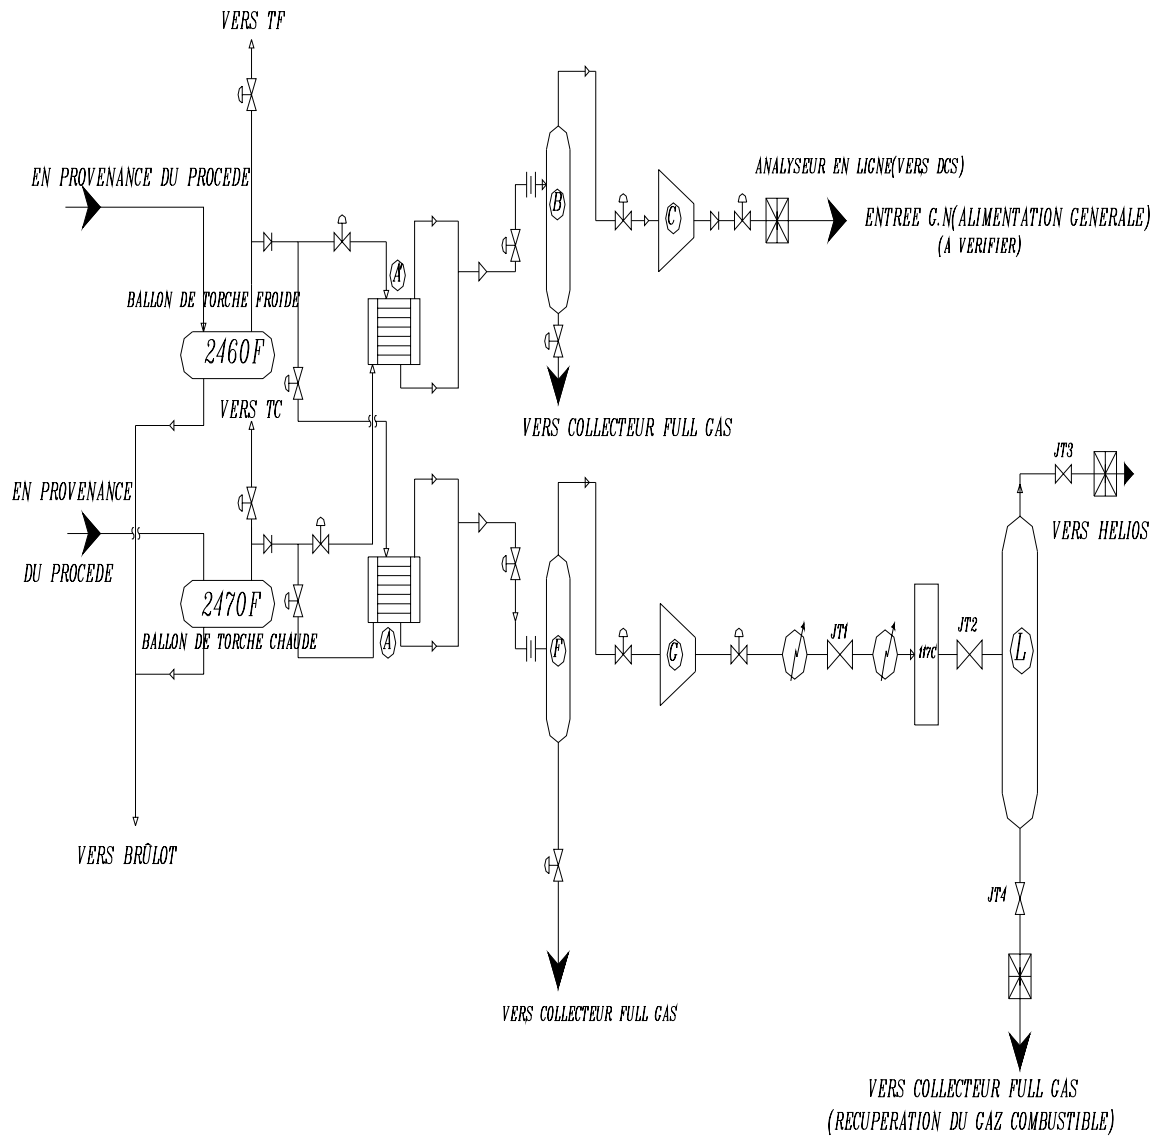 VERS TF
EN PROVENANCE DU PROCEDE
ANALYSEUR EN LIGNE(VERS DCS)
B
C
ENTREE G.N(ALIMENTATION GENERALE)
(A VERIFIER)
A'
BALLON DE TORCHE FROIDE
2460F
VERS TC
VERS COLLECTEUR FULL GAS
JT3
EN PROVENANCE
VERS HELIOS
DU PROCEDE
2470F
BALLON DE TORCHE CHAUDE
A
F
G
JT1
117C
JT2
L
VERS BRÛLOT
JT4
VERS COLLECTEUR FULL GAS
VERS COLLECTEUR FULL GAS
(RECUPERATION DU GAZ COMBUSTIBLE)